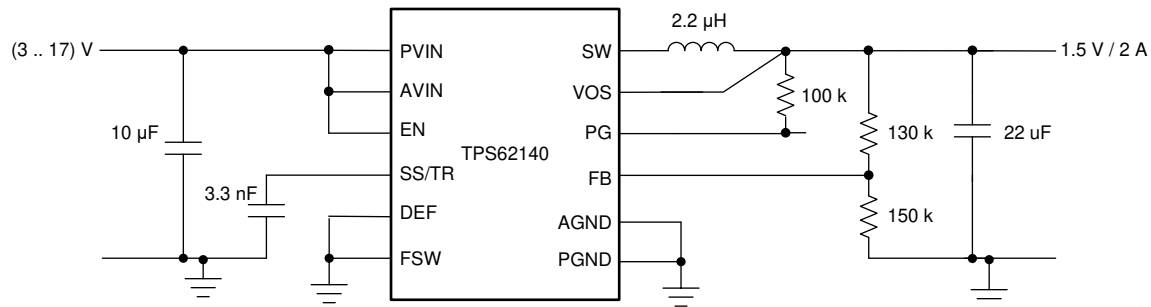 2.2 µH
(3 .. 17) V
PVIN
SW
1.5 V / 2 A
AVIN
VOS
100 k
10 µF
EN
PG
130 k
22 uF
TPS62140
3.3 nF
SS/TR
FB
DEF
AGND
150 k
FSW
PGND